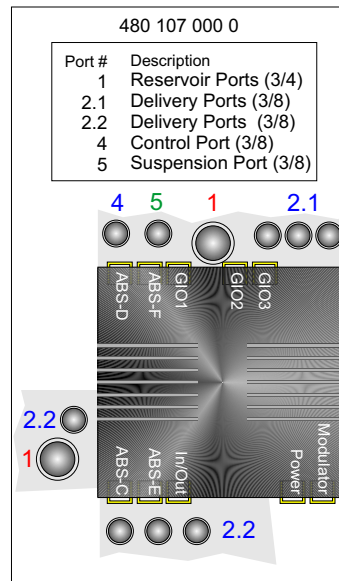 480 107 000 0
Port # Description
1 Reservoir Ports (3/4)
2.1 Delivery Ports (3/8)
2.2 Delivery Ports (3/8)
4 Control Port (3/8)
5 Suspension Port (3/8)
4 5 1 2.1
ABS-D ABS-F GIO1 GIO2 GIO3
2.2
1
ABS-C ABS-E In/Out Power Modulator
2.2